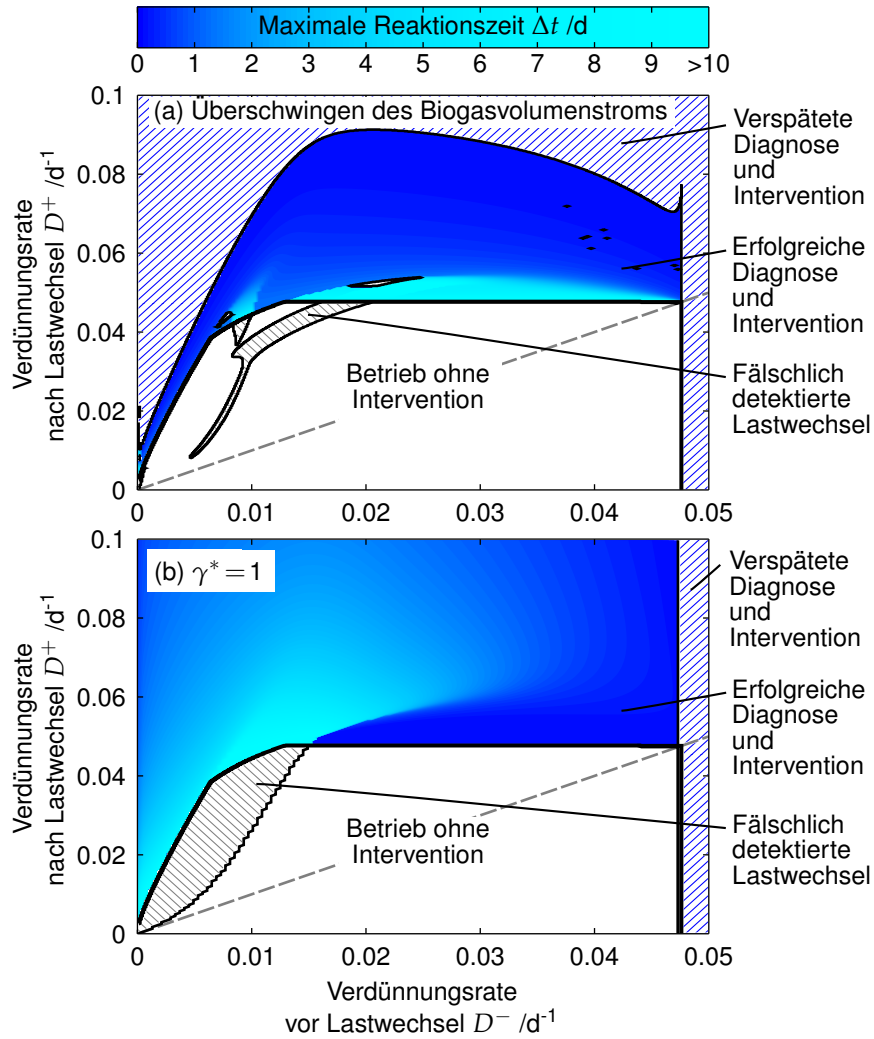 Maximale Reaktionszeit Δt /d
0 1 2 3 4 5 6 7 8 9 >10
(a) Überschwingen des Biogasvolumenstroms
0.1
0.08
0.06
0.04
0.02
0
Verdünnungsrate
nach Lastwechsel D⁺ /d⁻¹
Verspätete
Diagnose
und
Intervention
Erfolgreiche
Diagnose
und
Intervention
Fälschlich
detektierte
Lastwechsel
Betrieb ohne
Intervention
0 0.01 0.02 0.03 0.04 0.05
(b) γ* = 1
0.1
0.08
0.06
0.04
0.02
0
Verdünnungsrate
nach Lastwechsel D⁺ /d⁻¹
Verspätete
Diagnose
und
Intervention
Erfolgreiche
Diagnose
und
Intervention
Fälschlich
detektierte
Lastwechsel
Betrieb ohne
Intervention
0 0.01 0.02 0.03 0.04 0.05
Verdünnungsrate
vor Lastwechsel D⁻ /d⁻¹